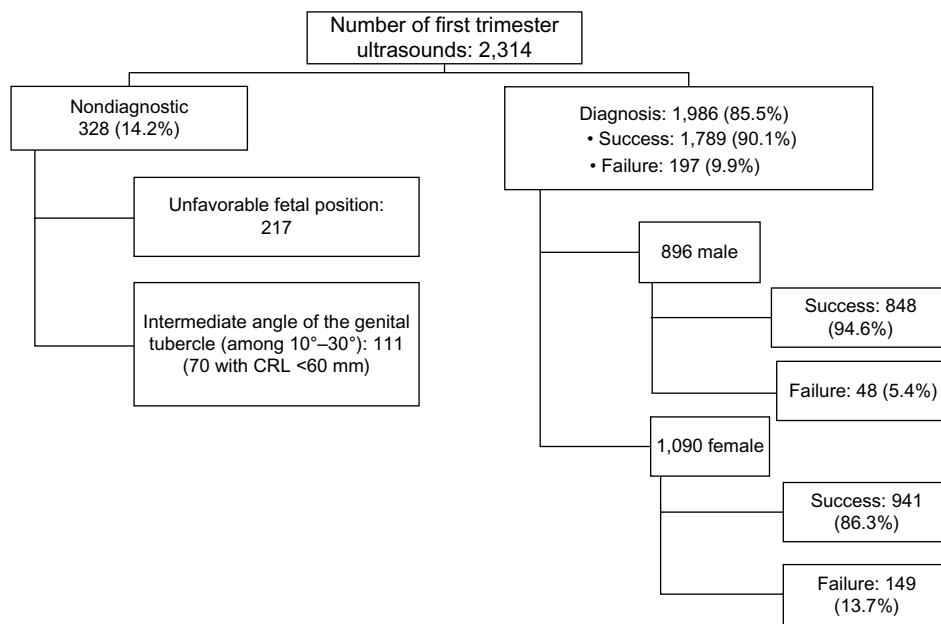 Number of first trimester
ultrasounds: 2,314
Nondiagnostic
328 (14.2%)
Unfavorable fetal position:
217
Intermediate angle of the genital
tubercle (among 10°–30°): 111
(70 with CRL <60 mm)
Diagnosis: 1,986 (85.5%)
• Success: 1,789 (90.1%)
• Failure: 197 (9.9%)
896 male
Success: 848
(94.6%)
Failure: 48 (5.4%)
1,090 female
Success: 941
(86.3%)
Failure: 149
(13.7%)